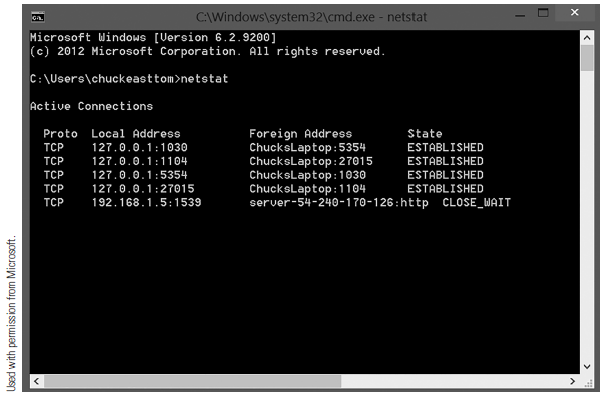 C:\Windows\system32\cmd.exe - netstat
Microsoft Windows [Version 6.2.9200]
(c) 2012 Microsoft Corporation. All rights reserved.
C:\Users\chuckeasttom>netstat
Active Connections
Proto Local Address Foreign Address State
TCP 127.0.0.1:1030 ChucksLaptop:5354 ESTABLISHED
TCP 127.0.0.1:1104 ChucksLaptop:27015 ESTABLISHED
TCP 127.0.0.1:5354 ChucksLaptop:1030 ESTABLISHED
TCP 127.0.0.1:27015 ChucksLaptop:1104 ESTABLISHED
TCP 192.168.1.5:1539 server-54-240-170-126:http CLOSE_WAIT
Used with permission from Microsoft.